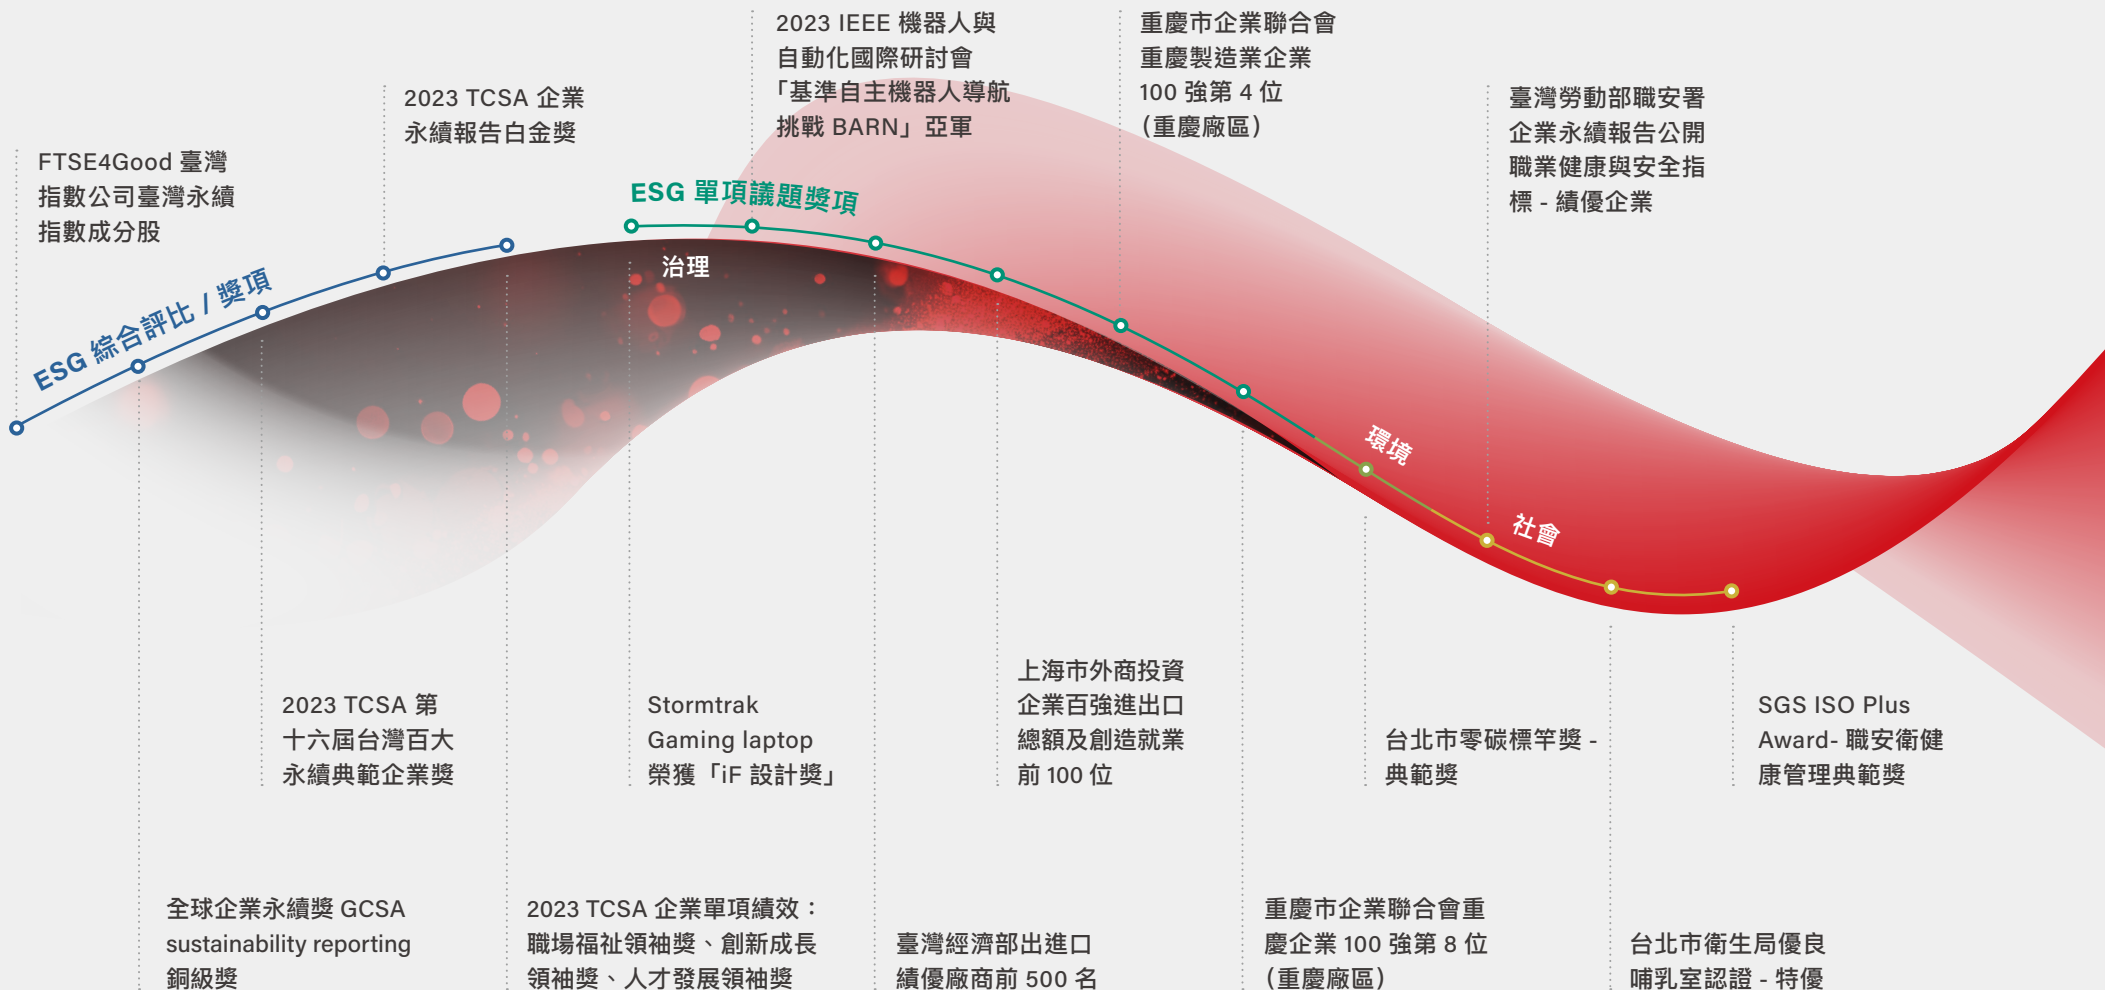 FTSE4Good 臺灣
指數公司臺灣永續
指數成分股
2023 TCSA 企業
永續報告白金獎
2023 IEEE 機器人與
自動化國際研討會
「基準自主機器人導航
挑戰 BARN」亞軍
重慶市企業聯合會
重慶製造業企業
100 強第 4 位
(重慶廠區)
臺灣勞動部職安署
企業永續報告公開
職業健康與安全指
標 - 績優企業
ESG 綜合評比 / 獎項
ESG 單項議題獎項
治理
環境
社會
2023 TCSA 第
十六屆台灣百大
永續典範企業獎
Stormtrak
Gaming laptop
榮獲「iF 設計獎」
上海市外商投資
企業百強進出口
總額及創造就業
前 100 位
台北市零碳標竿獎 -
典範獎
SGS ISO Plus
Award- 職安衛健
康管理典範獎
全球企業永續獎 GCSA
sustainability reporting
銅級獎
2023 TCSA 企業單項績效：
職場福祉領袖獎、創新成長
領袖獎、人才發展領袖獎
臺灣經濟部出進口
績優廠商前 500 名
重慶市企業聯合會重
慶企業 100 強第 8 位
(重慶廠區)
台北市衛生局優良
哺乳室認證 - 特優